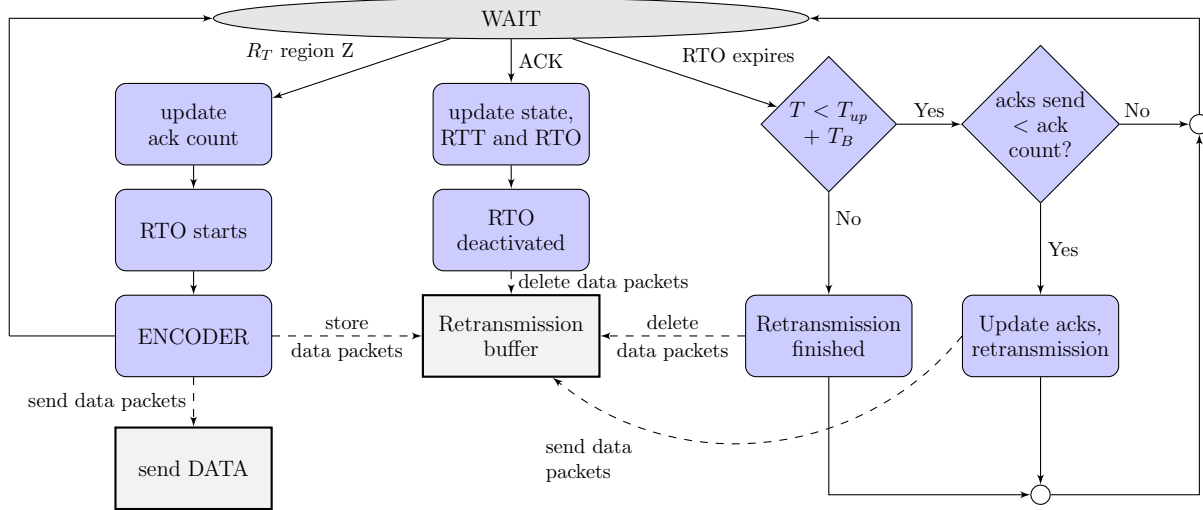 WAIT
R_T region Z
ACK
RTO expires
update
ack count
update state,
RTT and RTO
T < T_up
+ T_B
Yes
acks send
< ack
count?
No
RTO starts
RTO
deactivated
No
Yes
delete data packets
ENCODER
store
data packets
Retransmission
buffer
delete
data packets
Retransmission
finished
Update acks,
retransmission
send data packets
send data
packets
send DATA